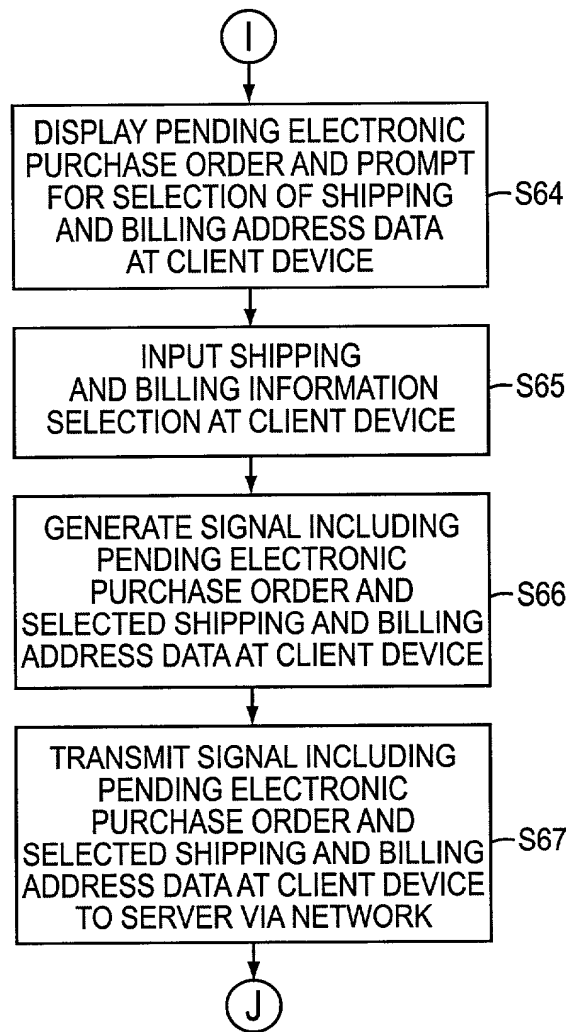 I
DISPLAY PENDING ELECTRONIC
PURCHASE ORDER AND PROMPT
FOR SELECTION OF SHIPPING
AND BILLING ADDRESS DATA
AT CLIENT DEVICE
S64
INPUT SHIPPING
AND BILLING INFORMATION
SELECTION AT CLIENT DEVICE
S65
GENERATE SIGNAL INCLUDING
PENDING ELECTRONIC
PURCHASE ORDER AND
SELECTED SHIPPING AND BILLING
ADDRESS DATA AT CLIENT DEVICE
S66
TRANSMIT SIGNAL INCLUDING
PENDING ELECTRONIC
PURCHASE ORDER AND
SELECTED SHIPPING AND BILLING
ADDRESS DATA AT CLIENT DEVICE
TO SERVER VIA NETWORK
S67
J